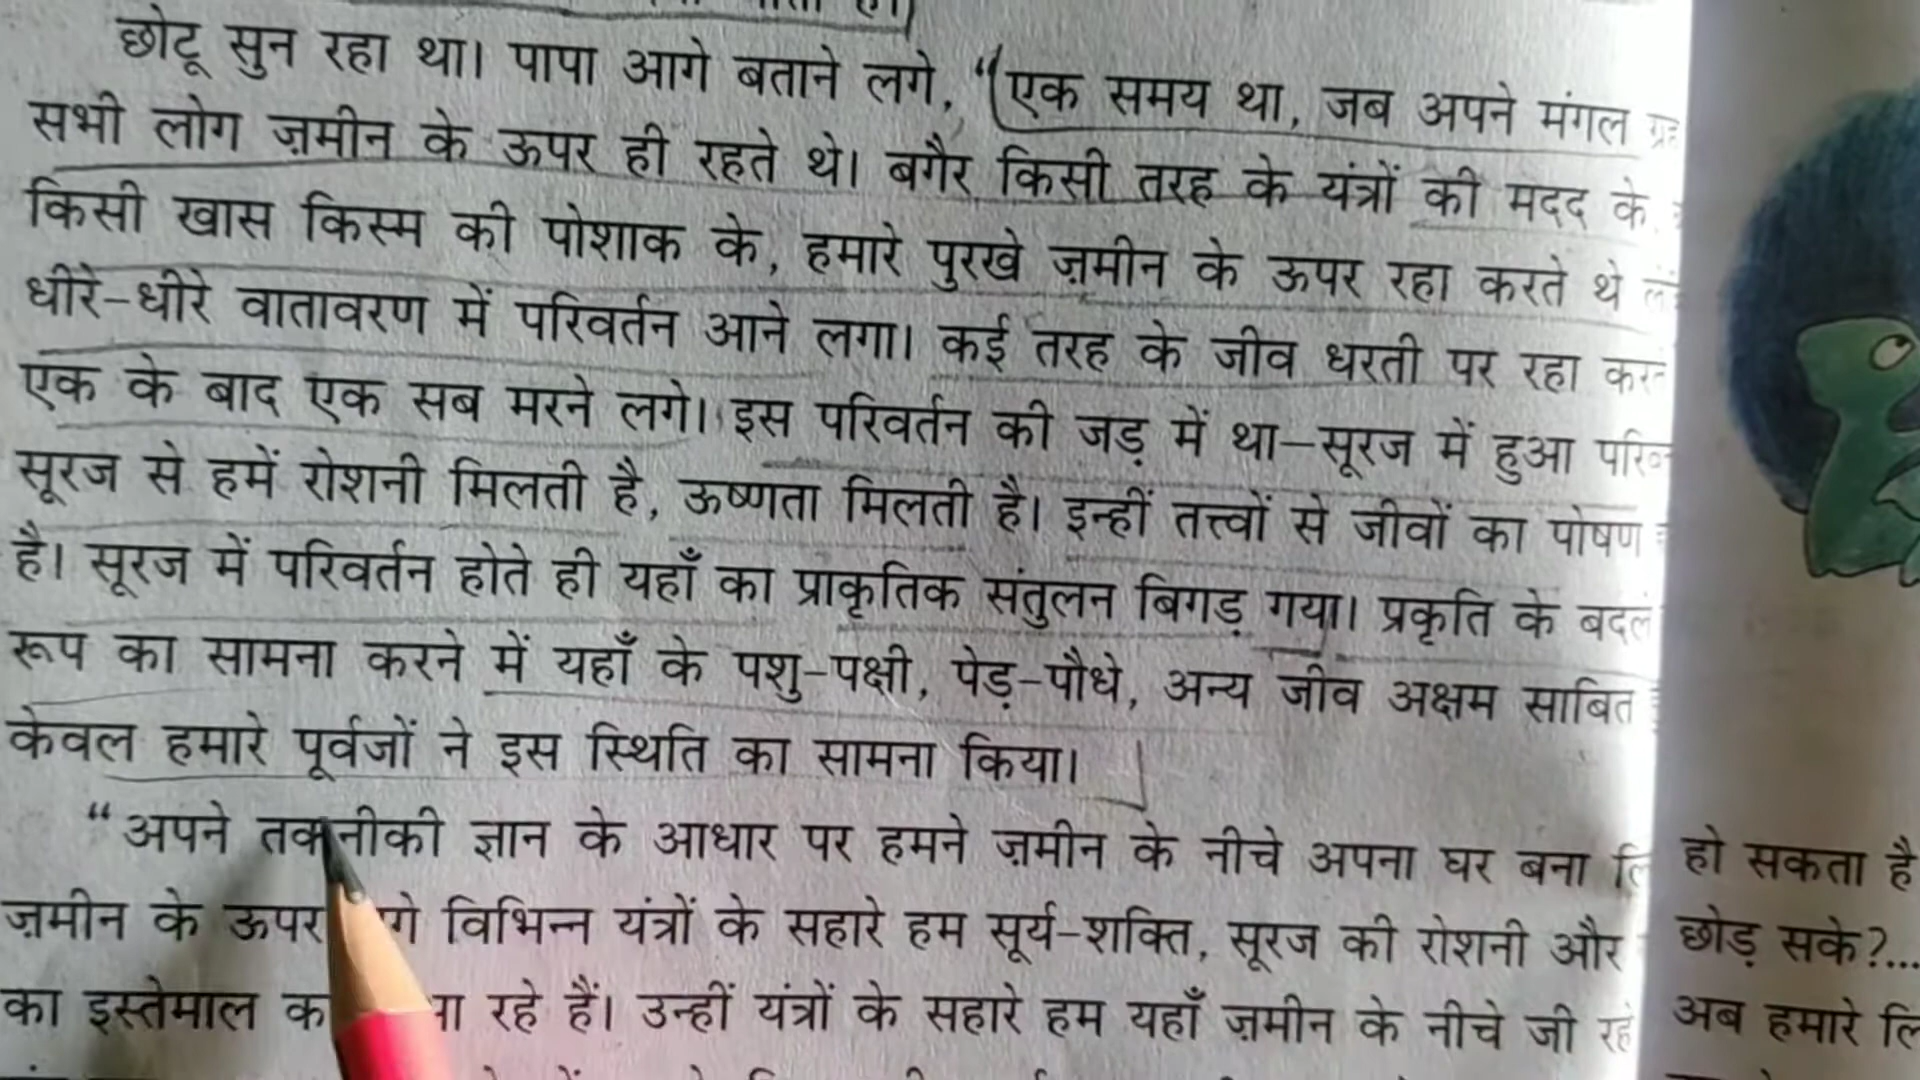 छोटू सुन रहा था। पापा आगे बताने लगे, “एक समय था, जब अपने मंगल ग्रह
सभी लोग ज़मीन के ऊपर ही रहते थे। बगैर किसी तरह के यंत्रों की मदद के
किसी खास किस्म की पोशाक के, हमारे पुरखे ज़मीन के ऊपर रहा करते थे
धीरे-धीरे वातावरण में परिवर्तन आने लगा। कई तरह के जीव धरती पर रहा
एक के बाद एक सब मरने लगे। इस परिवर्तन की जड़ में था–सूरज में हुआ
सूरज से हमें रोशनी मिलती है, ऊष्णता मिलती है। इन्हीं तत्त्वों से जीवों का पोषण
है। सूरज में परिवर्तन होते ही यहाँ का प्राकृतिक संतुलन बिगड़ गया। प्रकृति के
रूप का सामना करने में यहाँ के पशु-पक्षी, पेड़-पौधे, अन्य जीव अक्षम साबित
केवल हमारे पूर्वजों ने इस स्थिति का सामना किया।
“अपने तकनीकी ज्ञान के आधार पर हमने ज़मीन के नीचे अपना घर बना
ज़मीन के ऊपर विभिन्न यंत्रों के सहारे हम सूर्य-शक्ति, सूरज की रोशनी और
का इस्तेमाल रहे हैं। उन्हीं यंत्रों के सहारे हम यहाँ ज़मीन के नीचे जी
हो सकता है
छोड़ सके?...
अब हमारे